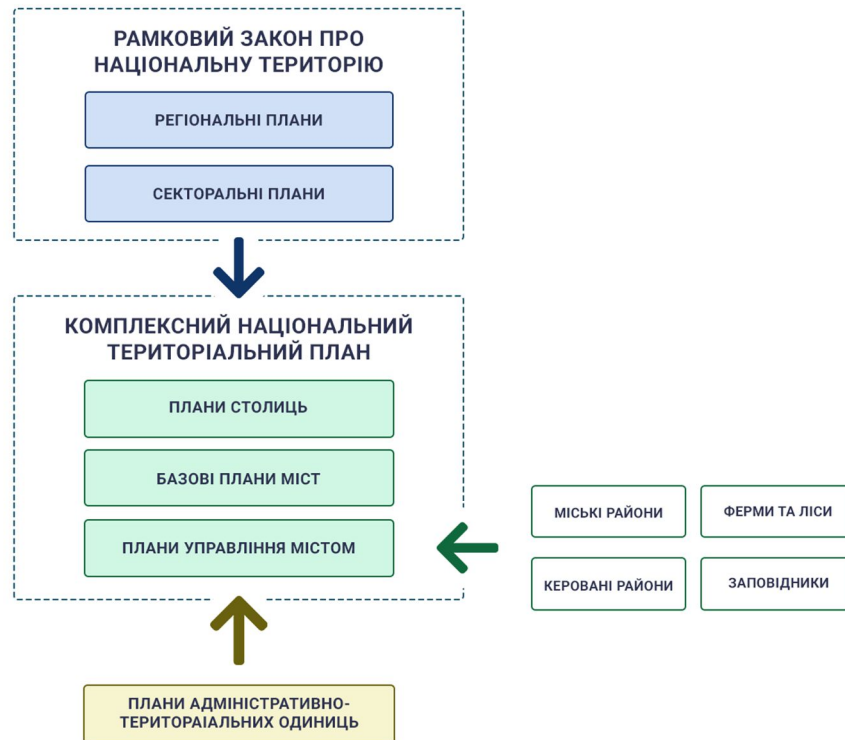 РАМКОВИЙ ЗАКОН ПРО
НАЦІОНАЛЬНУ ТЕРИТОРІЮ
РЕГІОНАЛЬНІ ПЛАНИ
СЕКТОРАЛЬНІ ПЛАНИ
КОМПЛЕКСНИЙ НАЦІОНАЛЬНИЙ
ТЕРИТОРІАЛЬНИЙ ПЛАН
ПЛАНИ СТОЛИЦЬ
БАЗОВІ ПЛАНИ МІСТ
ПЛАНИ УПРАВЛІННЯ МІСТОМ
МІСЬКІ РАЙОНИ
ФЕРМИ ТА ЛІСИ
КЕРОВАНІ РАЙОНИ
ЗАПОВІДНИКИ
ПЛАНИ АДМІНІСТРАТИВНО-
ТЕРИТОРАІАЛЬНИХ ОДИНИЦЬ